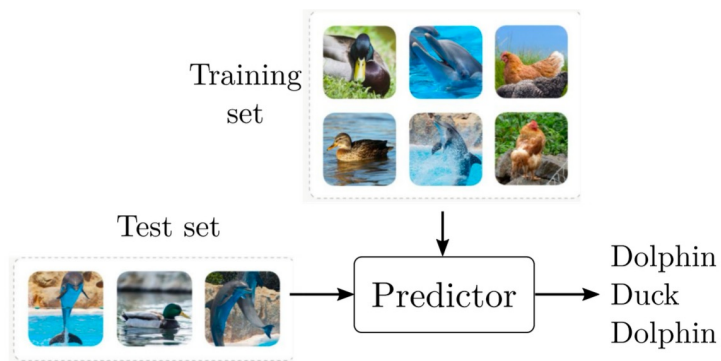 Training
set
Test set
Predictor
Dolphin
Duck
Dolphin